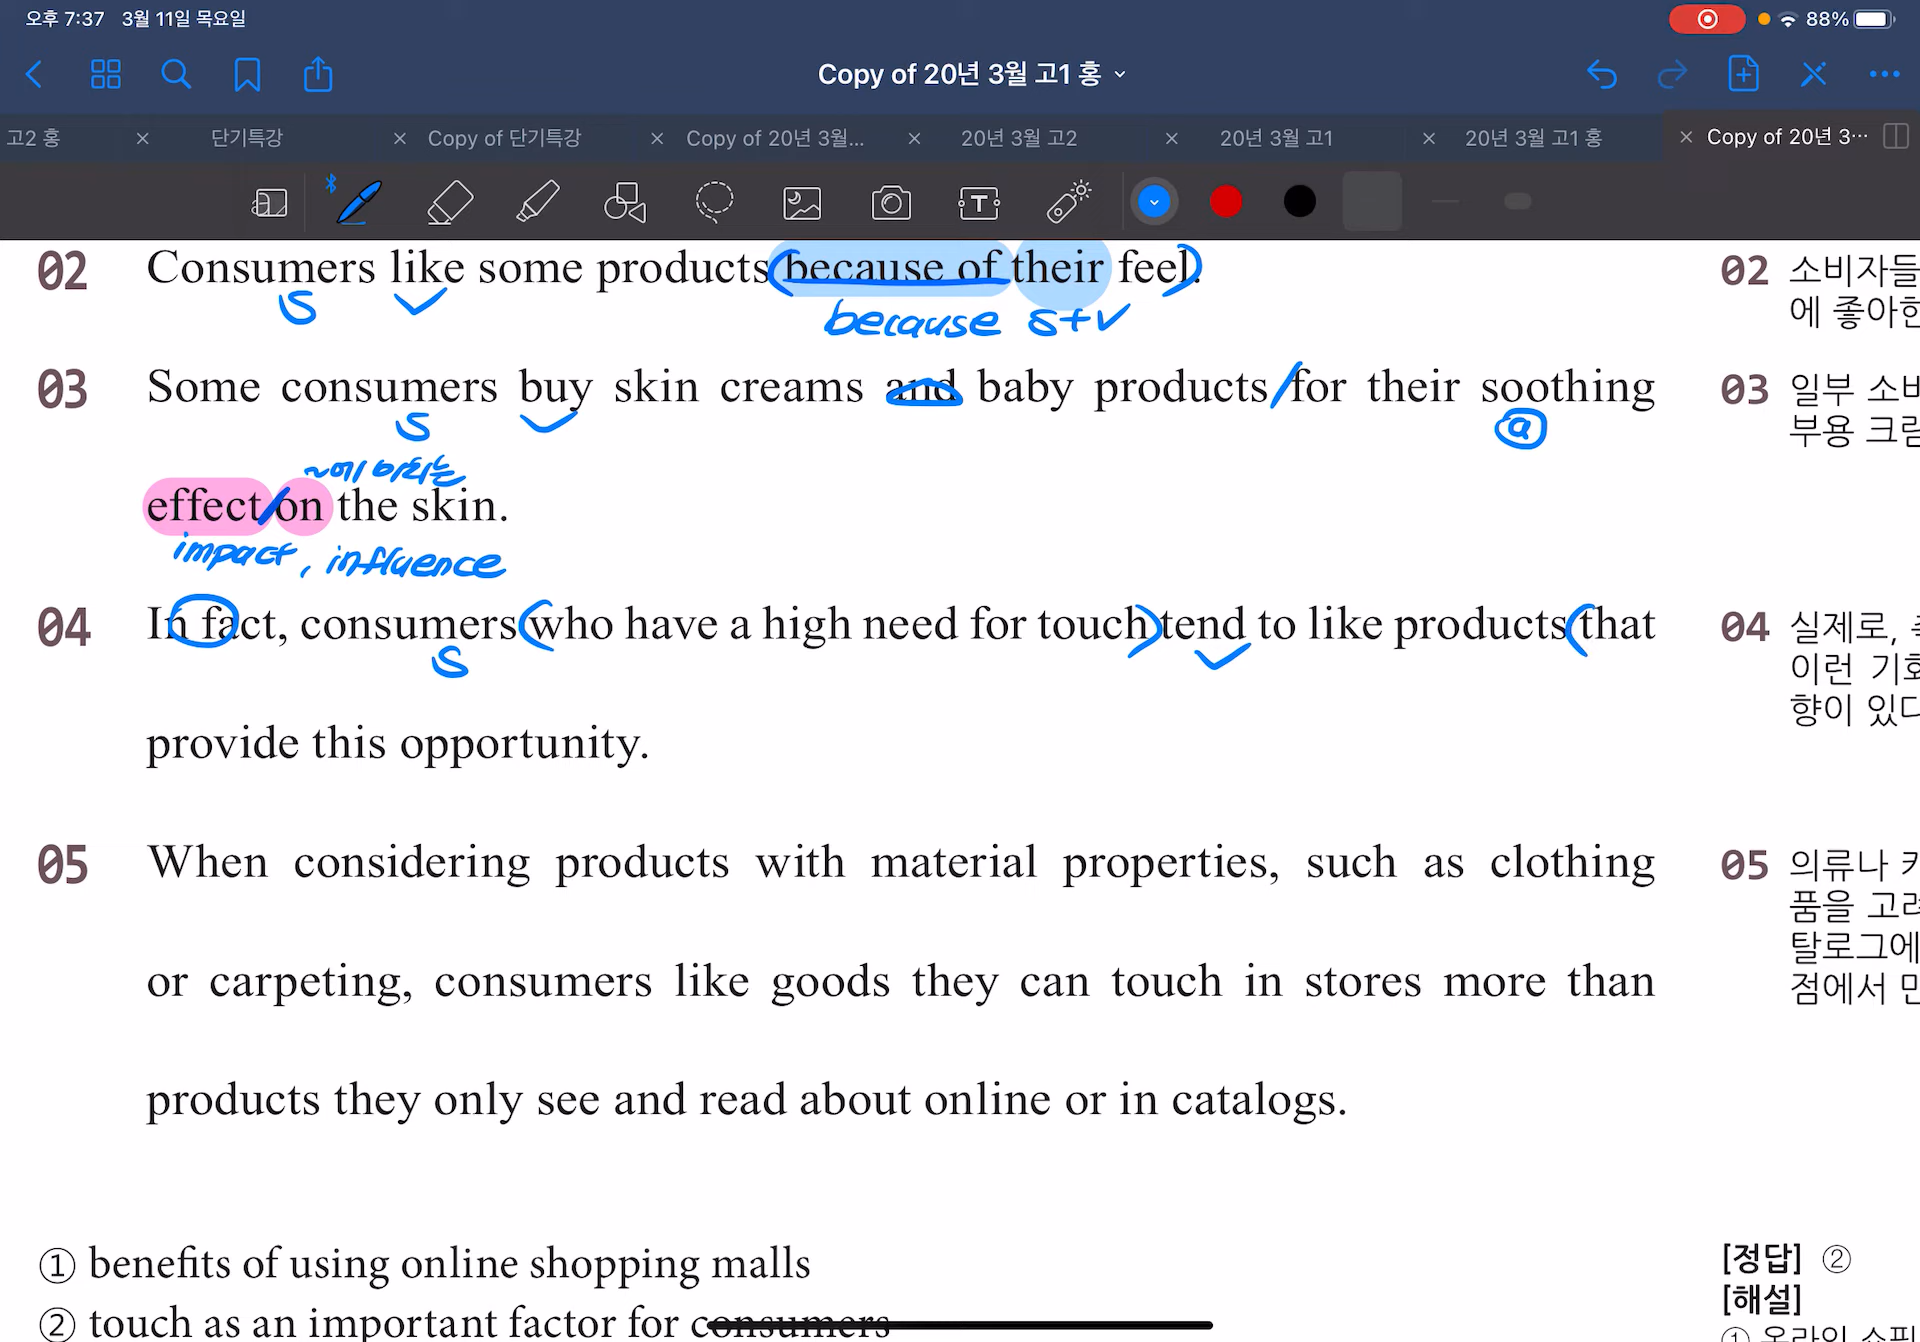 오후 7:37 3월 11일 목요일
88%
Copy of 20년 3월 고1 홍
고2 홍
단기특강
Copy of 단기특강
Copy of 20년 3월...
20년 3월 고2
20년 3월 고1
20년 3월 고1 홍
Copy of 20년 3...
02 Consumers like some products because of their feel.
S
because S+V
03 Some consumers buy skin creams and baby products for their soothing
S
a
~에 미치는
effect on the skin.
impact, influence
04 In fact, consumers who have a high need for touch tend to like products that
S
provide this opportunity.
05 When considering products with material properties, such as clothing
or carpeting, consumers like goods they can touch in stores more than
products they only see and read about online or in catalogs.
① benefits of using online shopping malls
② touch as an important factor for consumers
02 소비자들
에 좋아한
03 일부 소비
부용 크림
04 실제로,
이런 기회
향이 있다
05 의류나 카
품을 고려
탈로그에
점에서 만
[정답] ②
[해설]
① 온라인 쇼핑